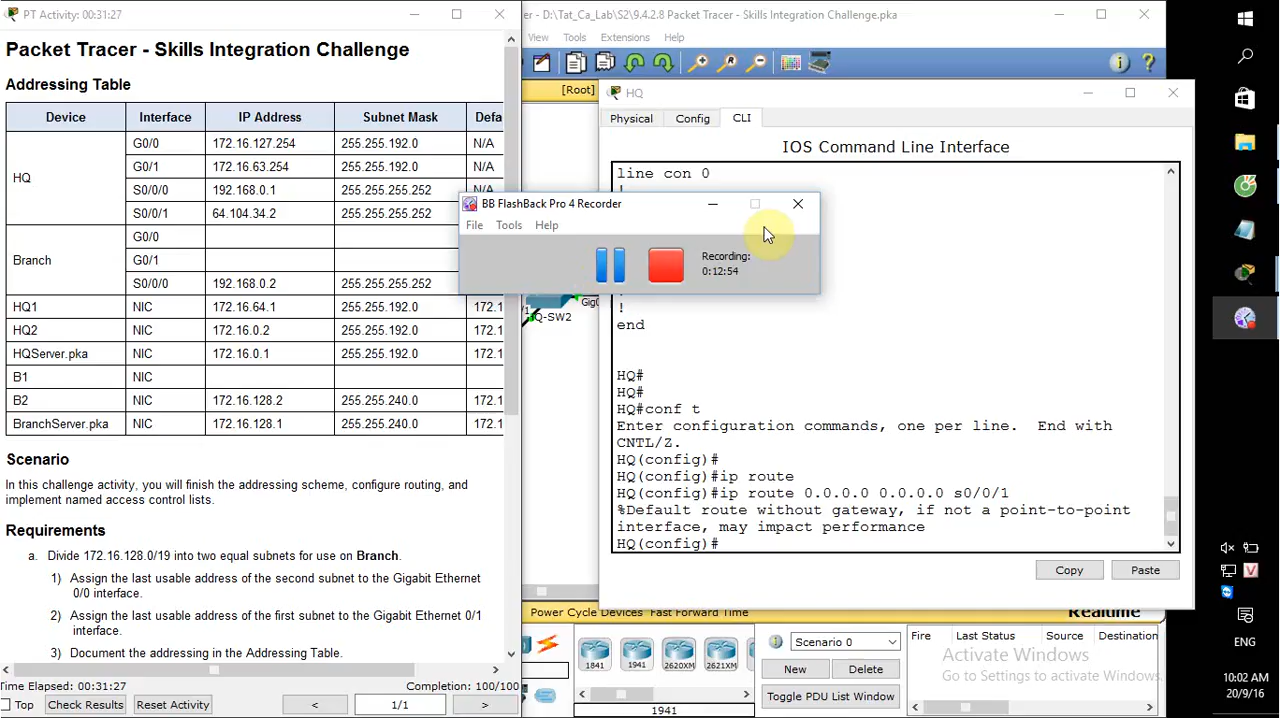 PT Activity: 00:31:27
Packet Tracer - Skills Integration Challenge
Addressing Table
Device Interface IP Address Subnet Mask Defa
HQ
G0/0 172.16.127.254 255.255.192.0 N/A
G0/1 172.16.63.254 255.255.192.0 N/A
S0/0/0 192.168.0.1 255.255.255.252 N/A
S0/0/1 64.104.34.2 255.255.255.252
Branch
G0/0
G0/1
S0/0/0 192.168.0.2 255.255.255.252
HQ1 NIC 172.16.64.1 255.255.192.0 172.1
HQ2 NIC 172.16.0.2 255.255.192.0 172.1
HQServer.pka NIC 172.16.0.1 255.255.192.0 172.1
B1 NIC
B2 NIC 172.16.128.2 255.255.240.0 172.1
BranchServer.pka NIC 172.16.128.1 255.255.240.0 172.1
Scenario
In this challenge activity, you will finish the addressing scheme, configure routing, and
implement named access control lists.
Requirements
a. Divide 172.16.128.0/19 into two equal subnets for use on Branch.
1) Assign the last usable address of the second subnet to the Gigabit Ethernet
0/0 interface.
2) Assign the last usable address of the first subnet to the Gigabit Ethernet 0/1
interface.
3) Document the addressing in the Addressing Table.
Time Elapsed: 00:31:27 Completion: 100/100
Top Check Results Reset Activity < 1/1 >
Tracer - D:\Tat_Ca_Lab\S2\9.4.2.8 Packet Tracer - Skills Integration Challenge.pka
View Tools Extensions Help
[Root]
HQ
Physical Config CLI
IOS Command Line Interface
line con 0
!
BB FlashBack Pro 4 Recorder
File Tools Help
Recording:
0:12:54
!
!
end
HQ#
HQ#
HQ#conf t
Enter configuration commands, one per line.  End with
CNTL/Z.
HQ(config)#
HQ(config)#ip route
HQ(config)#ip route 0.0.0.0 0.0.0.0 s0/0/1
%Default route without gateway, if not a point-to-point
interface, may impact performance
HQ(config)#
Copy Paste
Power Cycle Devices Fast Forward Time Realtime
1841 1941 2620XM 2621XM
1941
Scenario 0
New Delete
Toggle PDU List Window
Fire Last Status Source Destination
Activate Windows
Go to Settings to activate Windows.
V
ENG
10:02 AM
20/9/16